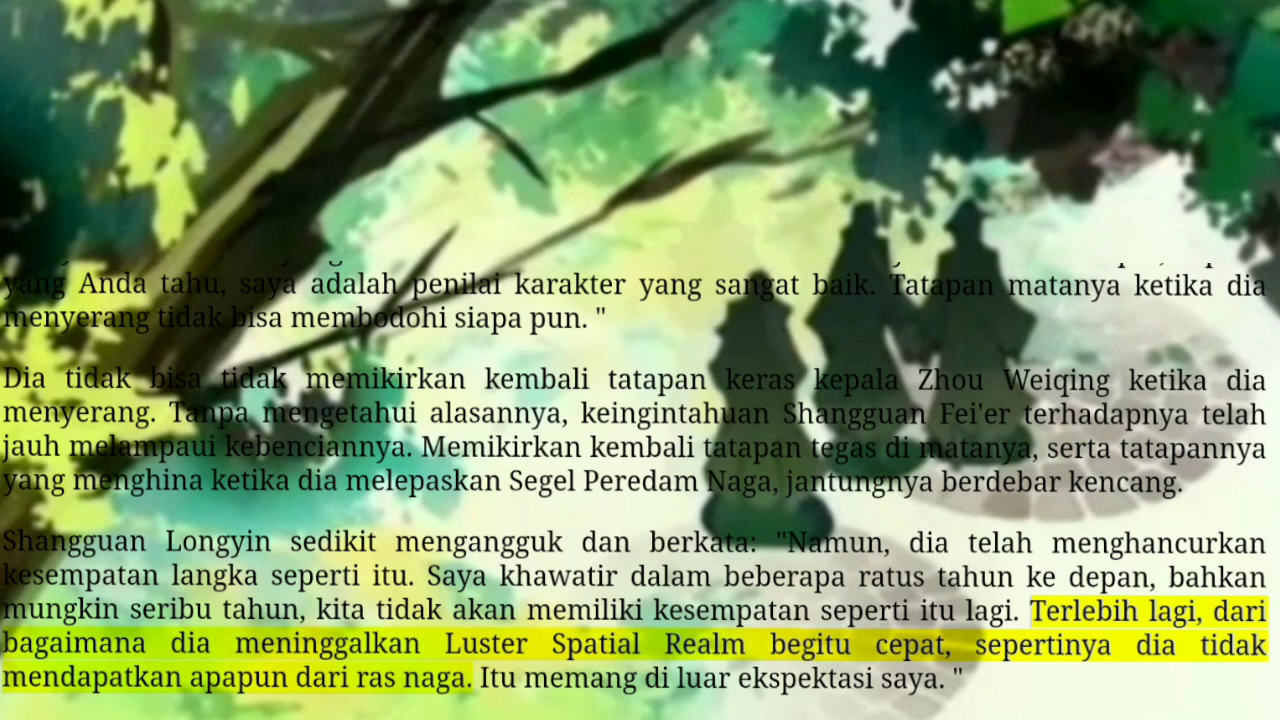 yang Anda tahu, saya adalah penilai karakter yang sangat baik. Tatapan matanya ketika dia
menyerang tidak bisa membodohi siapa pun. "
Dia tidak bisa tidak memikirkan kembali tatapan keras kepala Zhou Weiqing ketika dia
menyerang. Tanpa mengetahui alasannya, keingintahuan Shangguan Fei'er terhadapnya telah
jauh melampaui kebenciannya. Memikirkan kembali tatapan tegas di matanya, serta tatapannya
yang menghina ketika dia melepaskan Segel Peredam Naga, jantungnya berdebar kencang.
Shangguan Longyin sedikit mengangguk dan berkata: "Namun, dia telah menghancurkan
kesempatan langka seperti itu. Saya khawatir dalam beberapa ratus tahun ke depan, bahkan
mungkin seribu tahun, kita tidak akan memiliki kesempatan seperti itu lagi. Terlebih lagi, dari
bagaimana dia meninggalkan Luster Spatial Realm begitu cepat, sepertinya dia tidak
mendapatkan apapun dari ras naga. Itu memang di luar ekspektasi saya. "